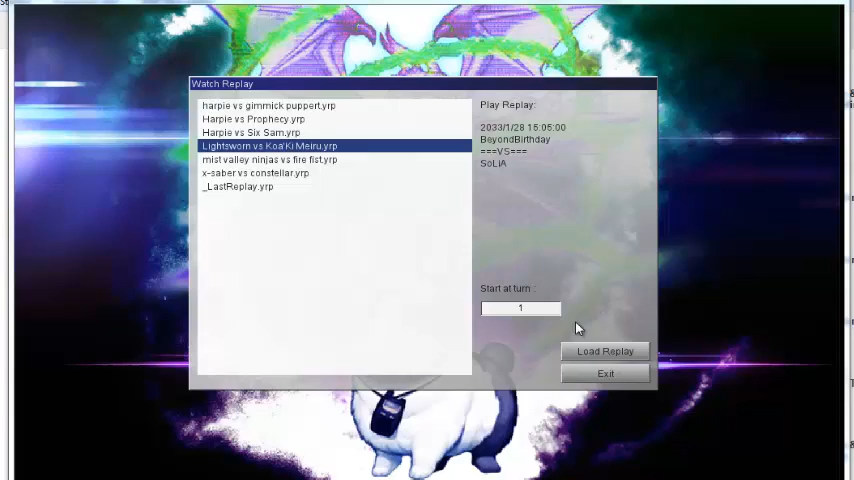 Watch Replay
harpie vs gimmick puppert.yrp
Harpie vs Prophecy.yrp
Harpie vs Six Sam.yrp
Lightsworn vs Koa'Ki Meiru.yrp
mist valley ninjas vs fire fist.yrp
x-saber vs constellar.yrp
_LastReplay.yrp
Play Replay:
2033/1/28 15:05:00
BeyondBirthday
===VS===
SoLiA
Start at turn :
1
Load Replay
Exit